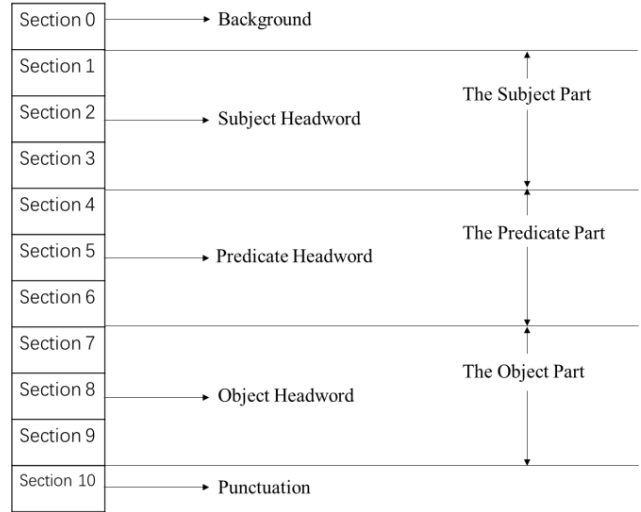 Section 0
Background
Section 1
The Subject Part
Section 2
Subject Headword
Section 3
Section 4
The Predicate Part
Section 5
Predicate Headword
Section 6
Section 7
The Object Part
Section 8
Object Headword
Section 9
Section 10
Punctuation